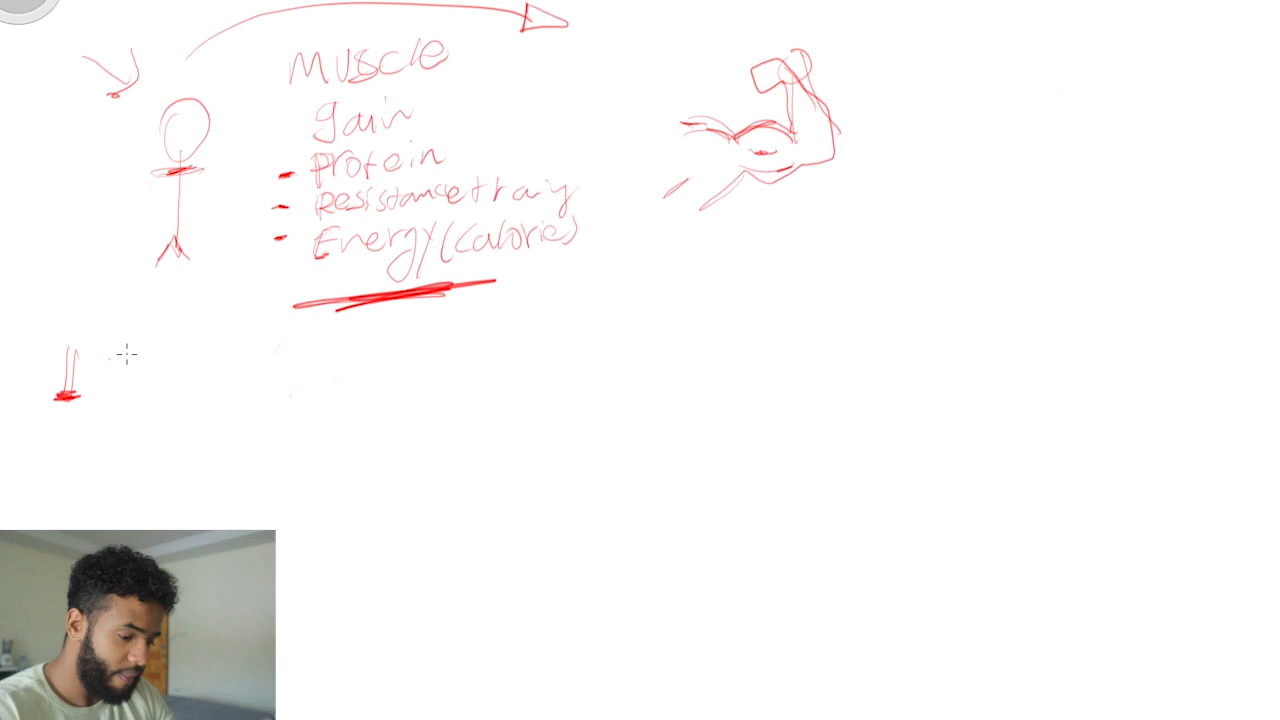 Muscle
gain
- Protein
- Resistance training
- Energy (Calories)